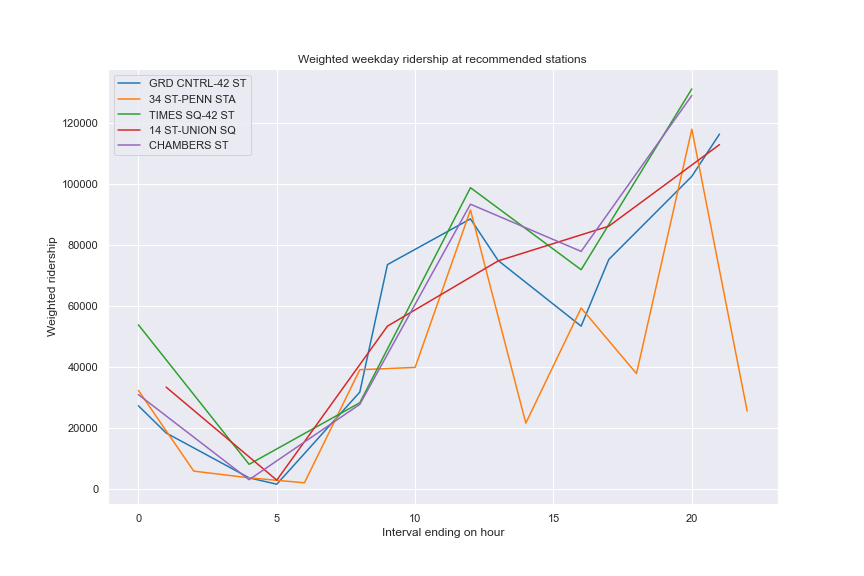 Weighted weekday ridership at recommended stations
GRD CNTRL-42 ST
34 ST-PENN STA
TIMES SQ-42 ST
14 ST-UNION SQ
CHAMBERS ST
120000
100000
80000
60000
40000
20000
0
Weighted ridership
0 5 10 15 20
Interval ending on hour